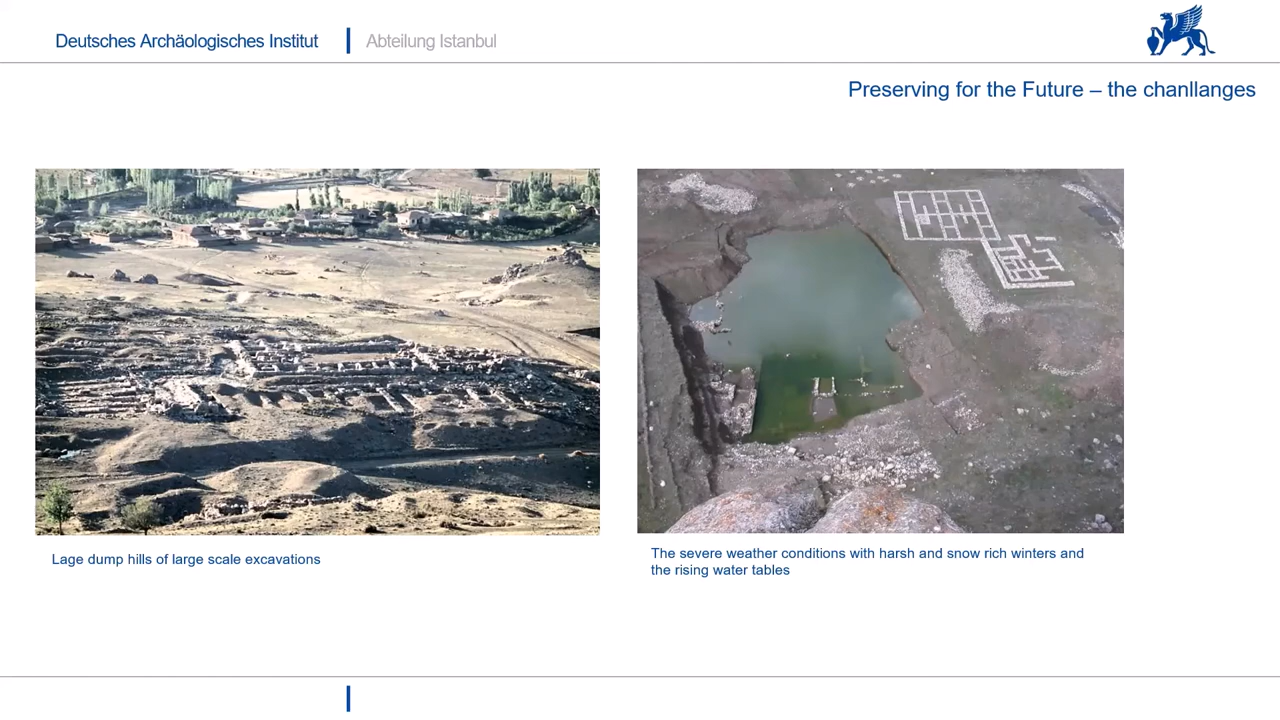 Deutsches Archäologisches Institut
Abteilung Istanbul
Preserving for the Future – the chanllanges
Lage dump hills of large scale excavations
The severe weather conditions with harsh and snow rich winters and
the rising water tables